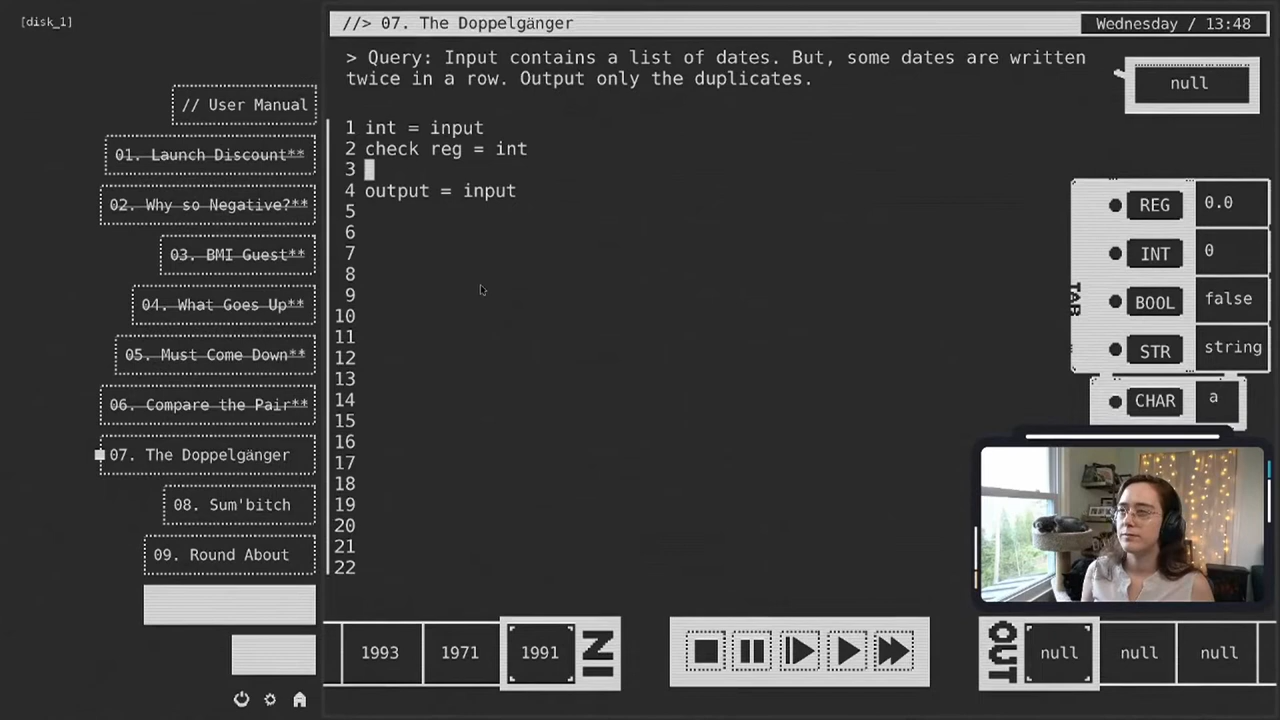 [disk_1]
//> 07. The Doppelgänger
Wednesday / 13:48
> Query: Input contains a list of dates. But, some dates are written
twice in a row. Output only the duplicates.
null
// User Manual
01. Launch Discount**
02. Why so Negative?**
03. BMI Guest**
04. What Goes Up**
05. Must Come Down**
06. Compare the Pair**
07. The Doppelgänger
08. Sum'bitch
09. Round About
1 int = input
2 check reg = int
3
4 output = input
5
6
7
8
9
10
11
12
13
14
15
16
17
18
19
20
21
22
TAB
REG 0.0
INT 0
BOOL false
STR string
CHAR a
1993 1971 1991 IN
OUT null null null